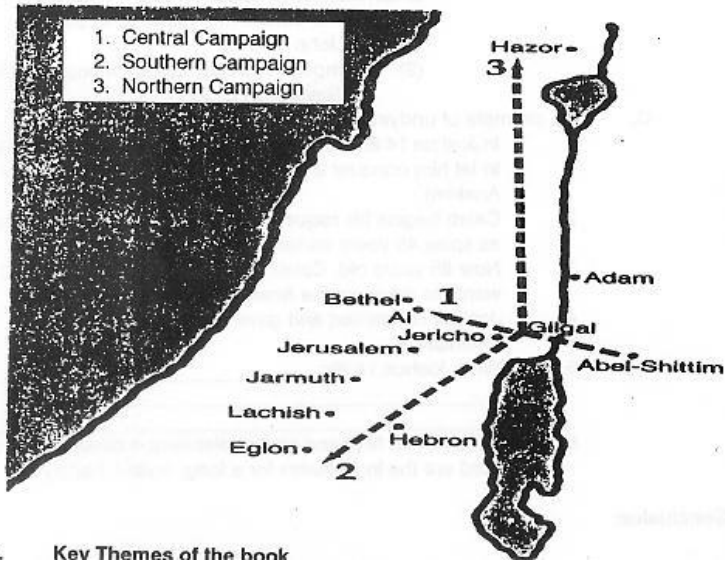 1. Central Campaign
2. Southern Campaign
3. Northern Campaign
Hazor
3
Adam
Bethel
1
Ai
Gilgal
Jericho
Jerusalem
Abel-Shittim
Jarmuth
Lachish
Hebron
Eglon
2
Key Themes of the book